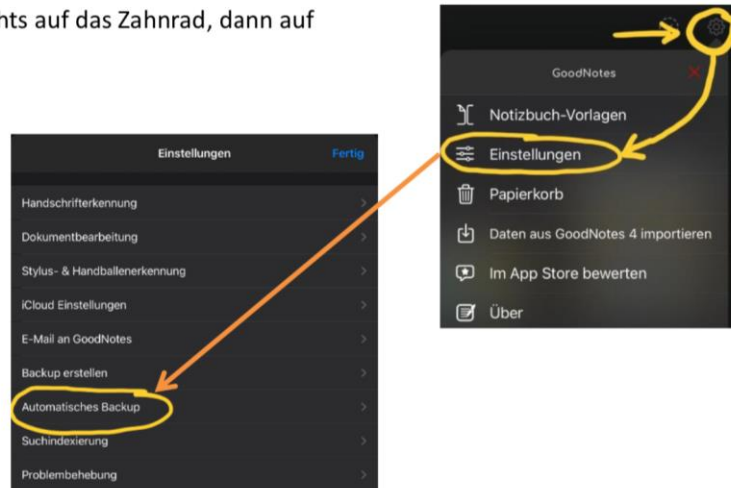 hts auf das Zahnrad, dann auf
GoodNotes
Notizbuch-Vorlagen
Einstellungen
Papierkorb
Daten aus GoodNotes 4 importieren
Im App Store bewerten
Über
Einstellungen
Fertig
Handschrifterkennung
Dokumentbearbeitung
Stylus- & Handballenerkennung
iCloud Einstellungen
E-Mail an GoodNotes
Backup erstellen
Automatisches Backup
Suchindexierung
Problembehebung